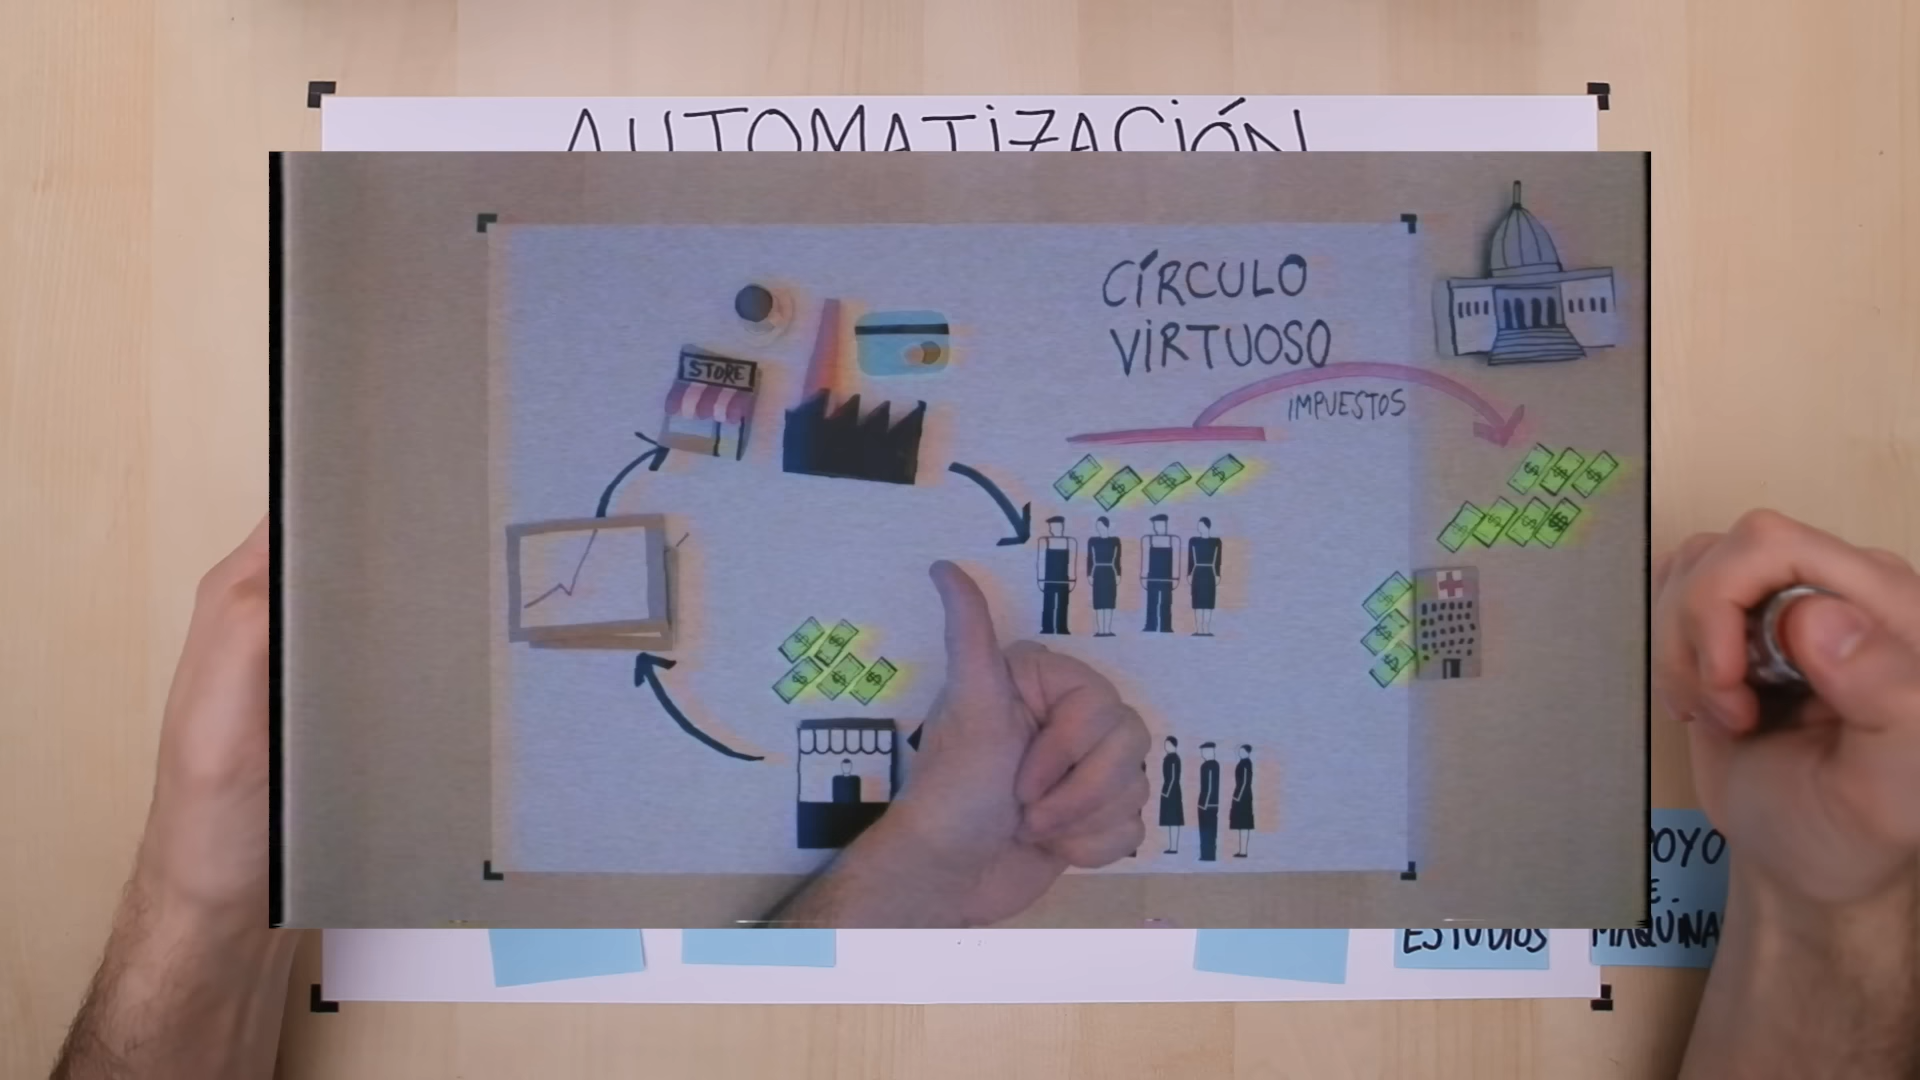 AUTOMATIZACIÓN
CÍRCULO
VIRTUOSO
IMPUESTOS
STORE
$ $ $ $
$ $ $
$ $ $ $
$ $ $
$ $
$ $ $
ESTUDIOS